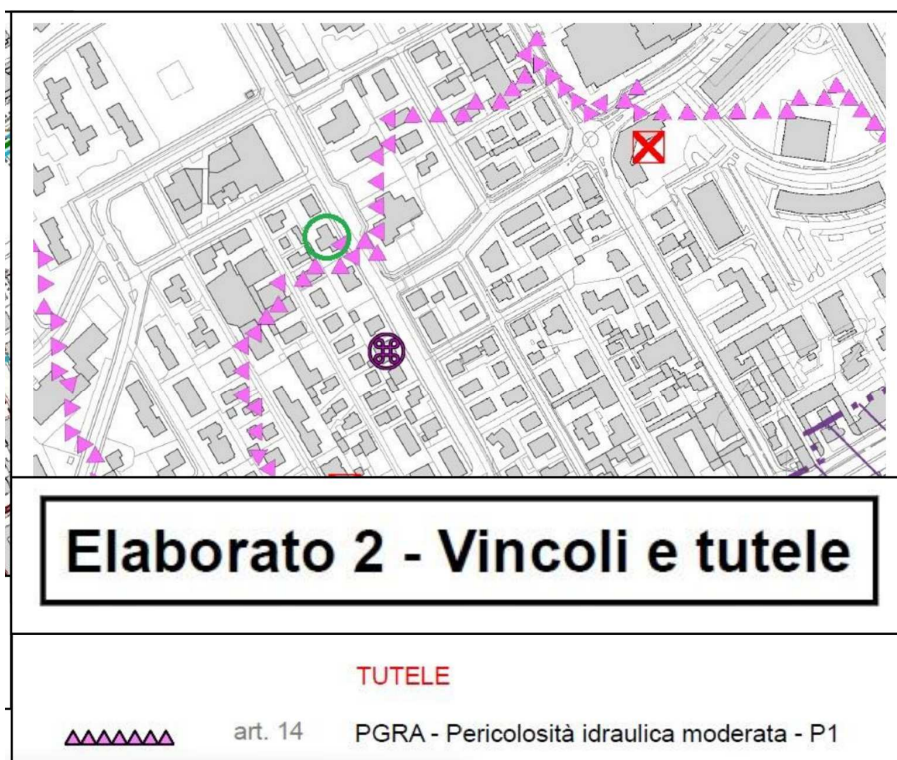 Elaborato 2 - Vincoli e tutele
TUTELE
art. 14 PGRA - Pericolosità idraulica moderata - P1